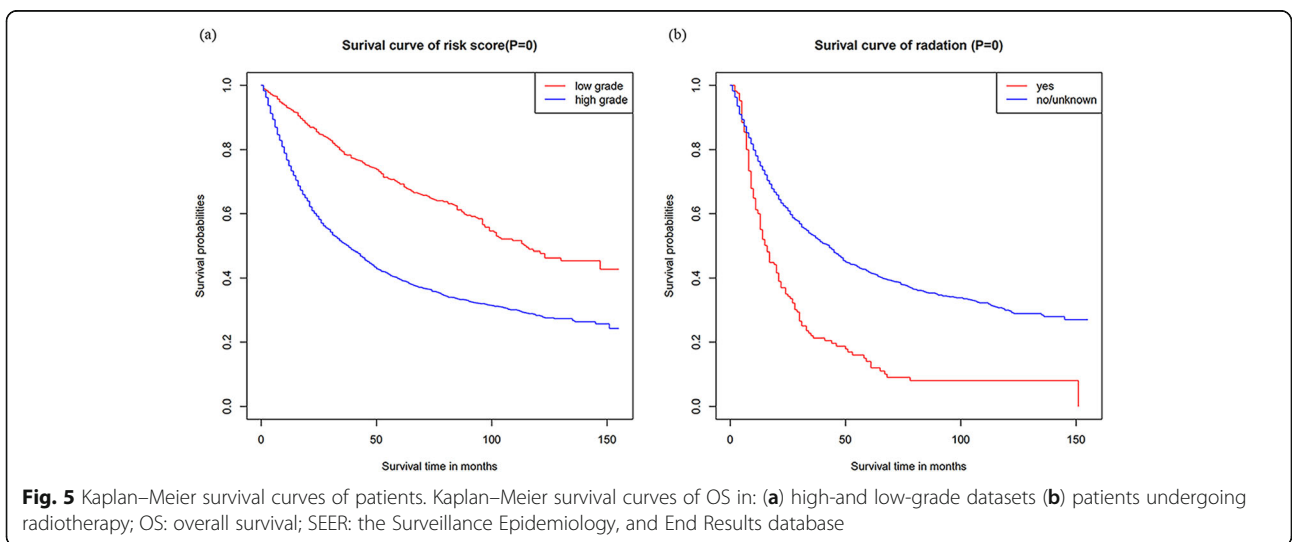 (a)
Surival curve of risk score(P=0)
low grade
high grade
Survival probabilities
1.0
0.8
0.6
0.4
0.2
0.0
0 50 100 150
Survival time in months
(b)
Surival curve of radation (P=0)
yes
no/unknown
Survival probabilities
1.0
0.8
0.6
0.4
0.2
0.0
0 50 100 150
Survival time in months
Fig. 5 Kaplan–Meier survival curves of patients. Kaplan–Meier survival curves of OS in: (a) high-and low-grade datasets (b) patients undergoing
radiotherapy; OS: overall survival; SEER: the Surveillance Epidemiology, and End Results database